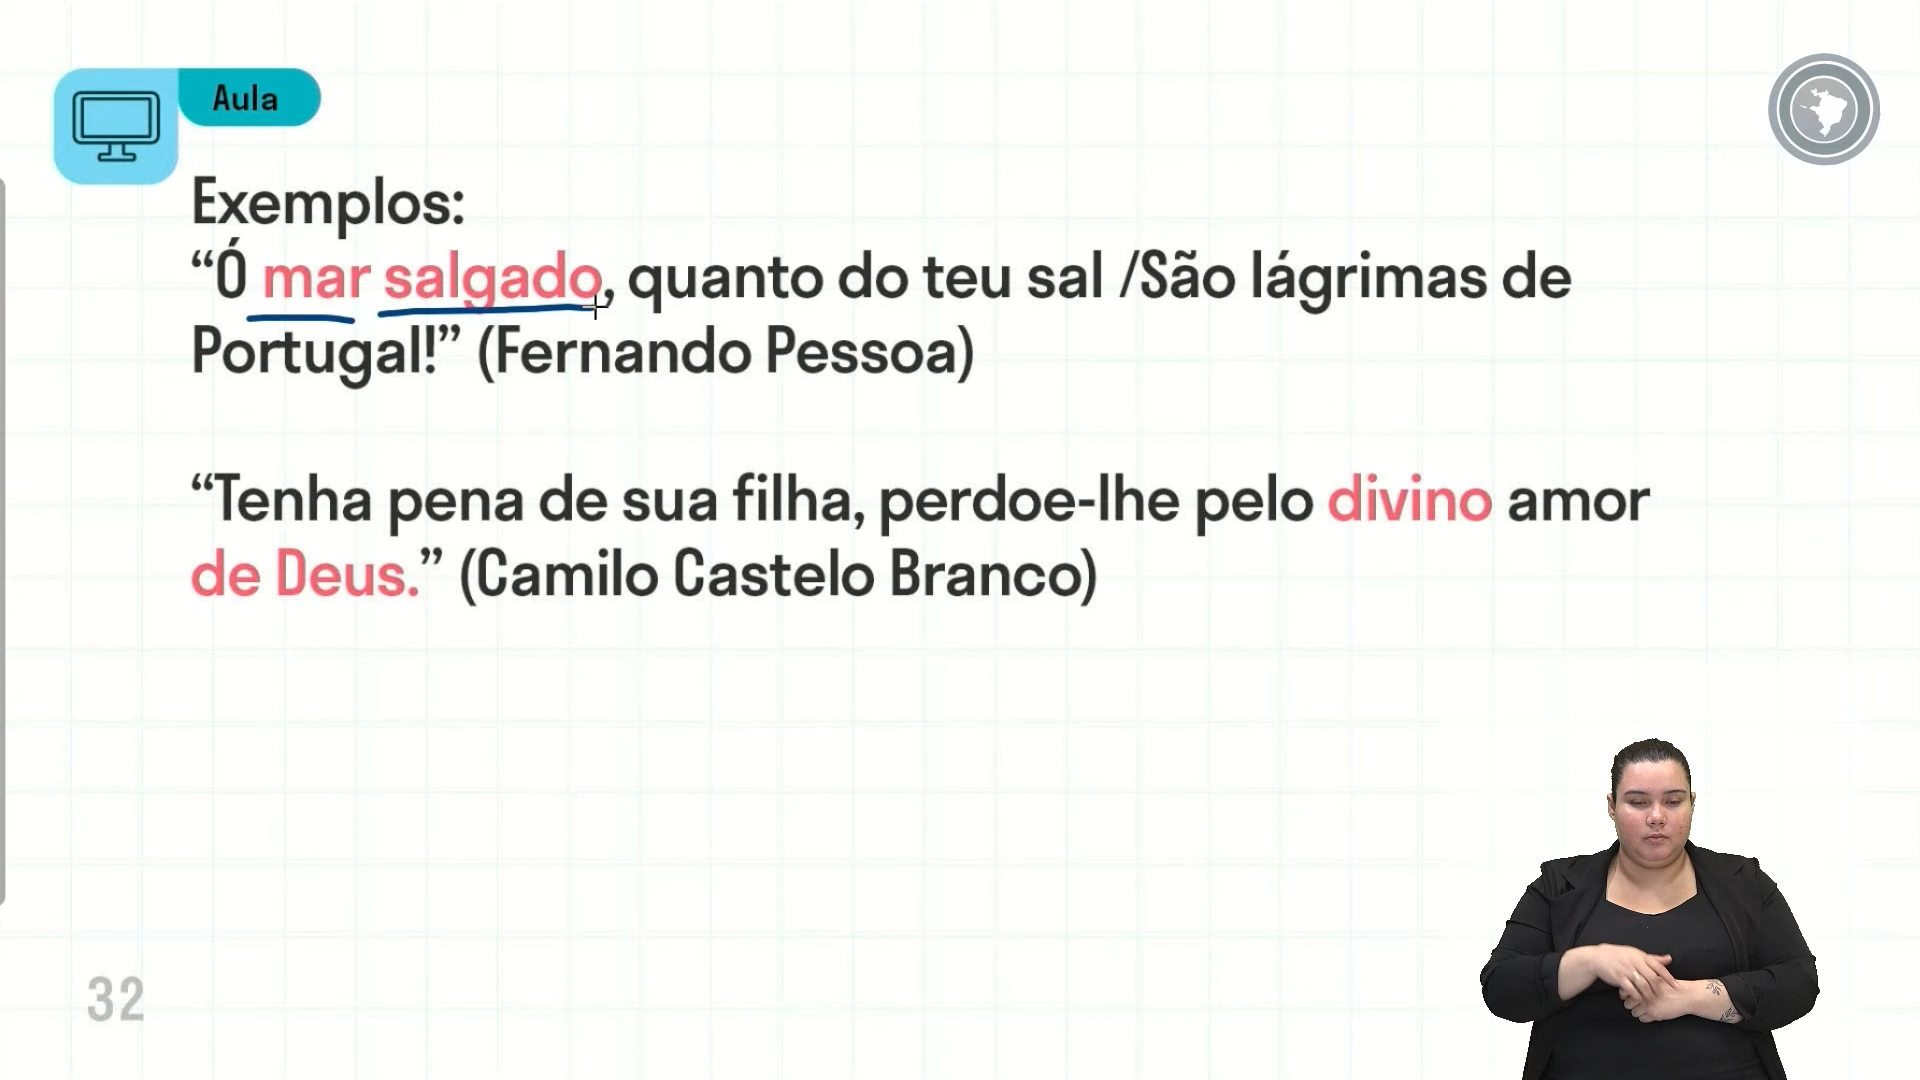 Aula
Exemplos:
“Ó mar salgado, quanto do teu sal /São lágrimas de
Portugal!” (Fernando Pessoa)
“Tenha pena de sua filha, perdoe-lhe pelo divino amor
de Deus.” (Camilo Castelo Branco)
32